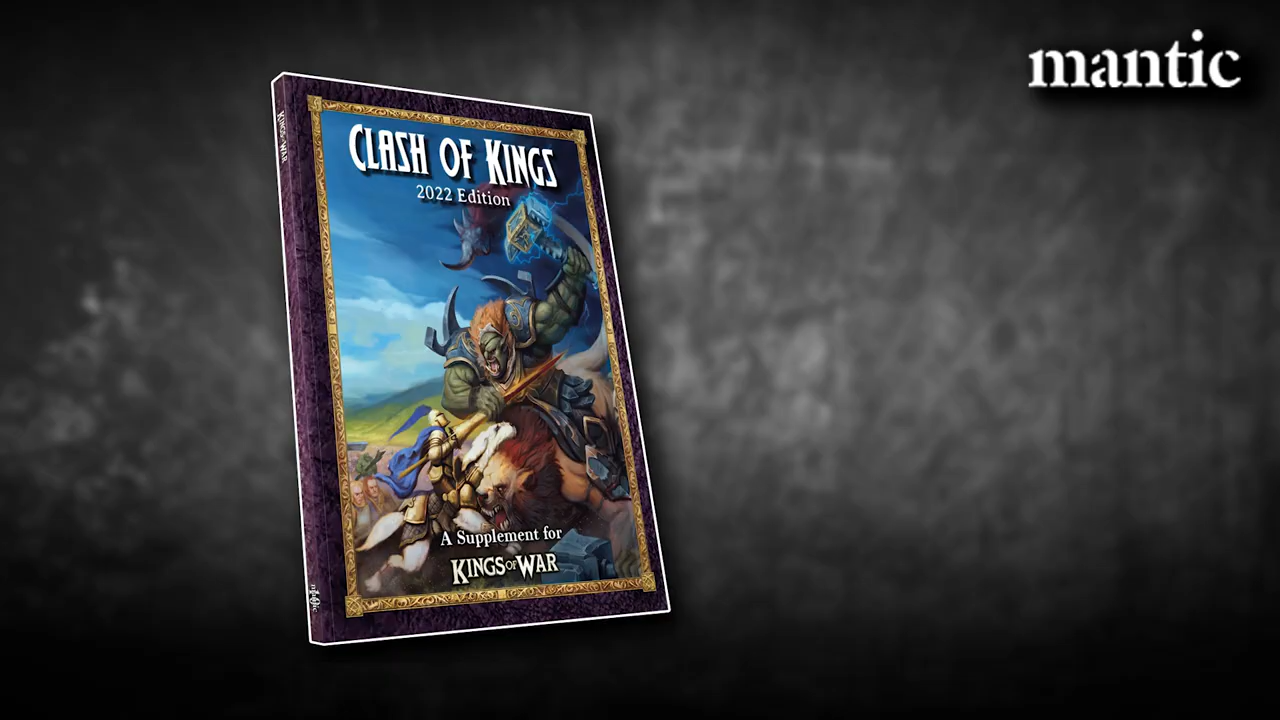 mantic
KINGS OF WAR
CLASH OF KINGS
2022 Edition
A Supplement for
KINGS OF WAR